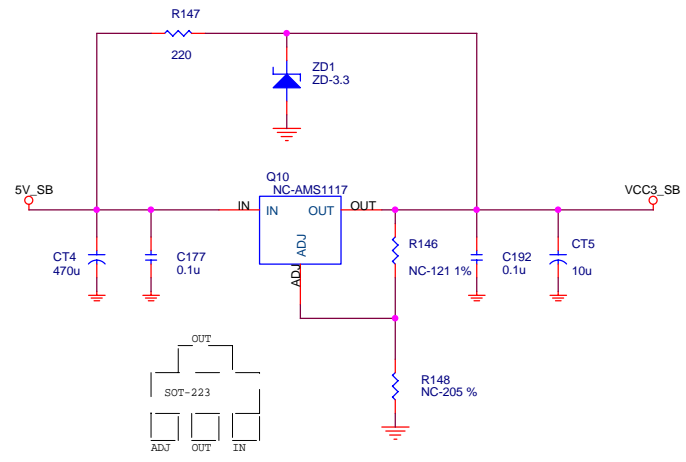 R147
220
ZD1
ZD-3.3
5V_SB
Q10
NC-AMS1117
VCC3_SB
IN
IN
OUT
OUT
ADJ
ADJ
CT4
470u
C177
0.1u
R146
NC-121 1%
C192
0.1u
CT5
10u
OUT
SOT-223
ADJ
OUT
IN
R148
NC-205 %